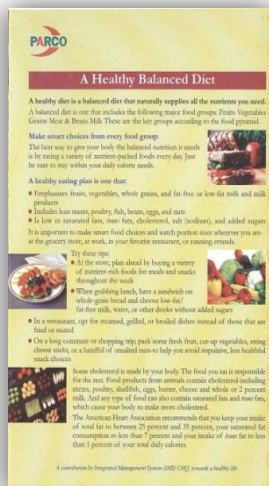 PARCO
A Healthy Balanced Diet
A healthy diet is a balanced diet that naturally supplies all the nutrients you need.
A balanced diet is one that includes the following major food groups: Fruits Vegetables
Grains Meat & Beans Milk These are the key groups according to the food pyramid.
Make smart choices from every food group.
The best way to give your body the balanced nutrition it needs
is by eating a variety of nutrient-packed foods every day. Just
be sure to stay within your daily calorie needs.
A healthy eating plan is one that:
Emphasizes fruits, vegetables, whole grains, and fat-free or low-fat milk and milk
products
Includes lean meats, poultry, fish, beans, eggs, and nuts
Is low in saturated fats, trans fats, cholesterol, salt (sodium), and added sugars
It is important to make smart food choices and watch portion sizes wherever you are-
at the grocery store, at work, in your favorite restaurant, or running errands.
Try these tips:
At the store, plan ahead by buying a variety
of nutrient-rich foods for meals and snacks
throughout the week
When grabbing lunch, have a sandwich on
whole-grain bread and choose low-fat/
fat-free milk, water, or other drinks without added sugars
In a restaurant, opt for steamed, grilled, or broiled dishes instead of those that are
fried or sautéed
On a long commute or shopping trip, pack some fresh fruit, cut-up vegetables, string
cheese sticks, or a handful of unsalted nuts-to help you avoid impulsive, less healthful
snack choices
Some cholesterol is made by your body. The food you eat is responsible
for the rest. Food products from animals contain cholesterol-including
meats, poultry, shellfish, eggs, butter, cheese and whole or 2 percent
milk. And any type of food can also contain saturated fats and trans fats,
which cause your body to make more cholesterol.
The American Heart Association recommends that you keep your intake
of total fat to between 25 percent and 35 percent, your saturated fat
consumption to less than 7 percent and your intake of trans fat to less
than 1 percent of your total daily calories.
A contribution by Integrated Management System (IMS) CHQ, towards a healthy life